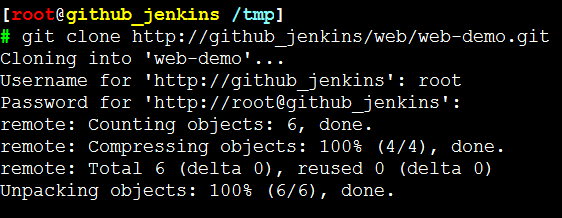 [root@github_jenkins /tmp]
# git clone http://github_jenkins/web/web-demo.git
Cloning into 'web-demo'...
Username for 'http://github_jenkins': root
Password for 'http://root@github_jenkins':
remote: Counting objects: 6, done.
remote: Compressing objects: 100% (4/4), done.
remote: Total 6 (delta 0), reused 0 (delta 0)
Unpacking objects: 100% (6/6), done.